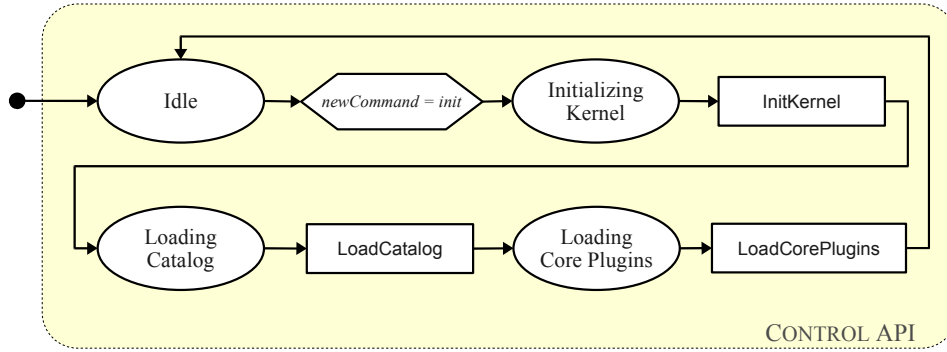 Idle
newCommand = init
Initializing
Kernel
InitKernel
Loading
Catalog
LoadCatalog
Loading
Core Plugins
LoadCorePlugins
CONTROL API